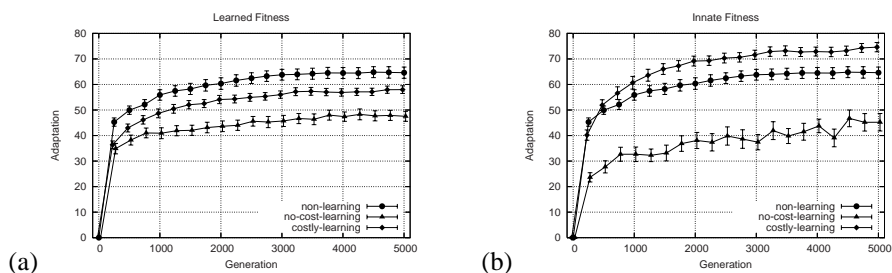 Learned Fitness
80
70
60
50
40
30
20
10
0
Adaptation
0 1000 2000 3000 4000 5000
Generation
non-learning
no-cost-learning
costly-learning
(a)
Innate Fitness
80
70
60
50
40
30
20
10
0
Adaptation
0 1000 2000 3000 4000 5000
Generation
non-learning
no-cost-learning
costly-learning
(b)